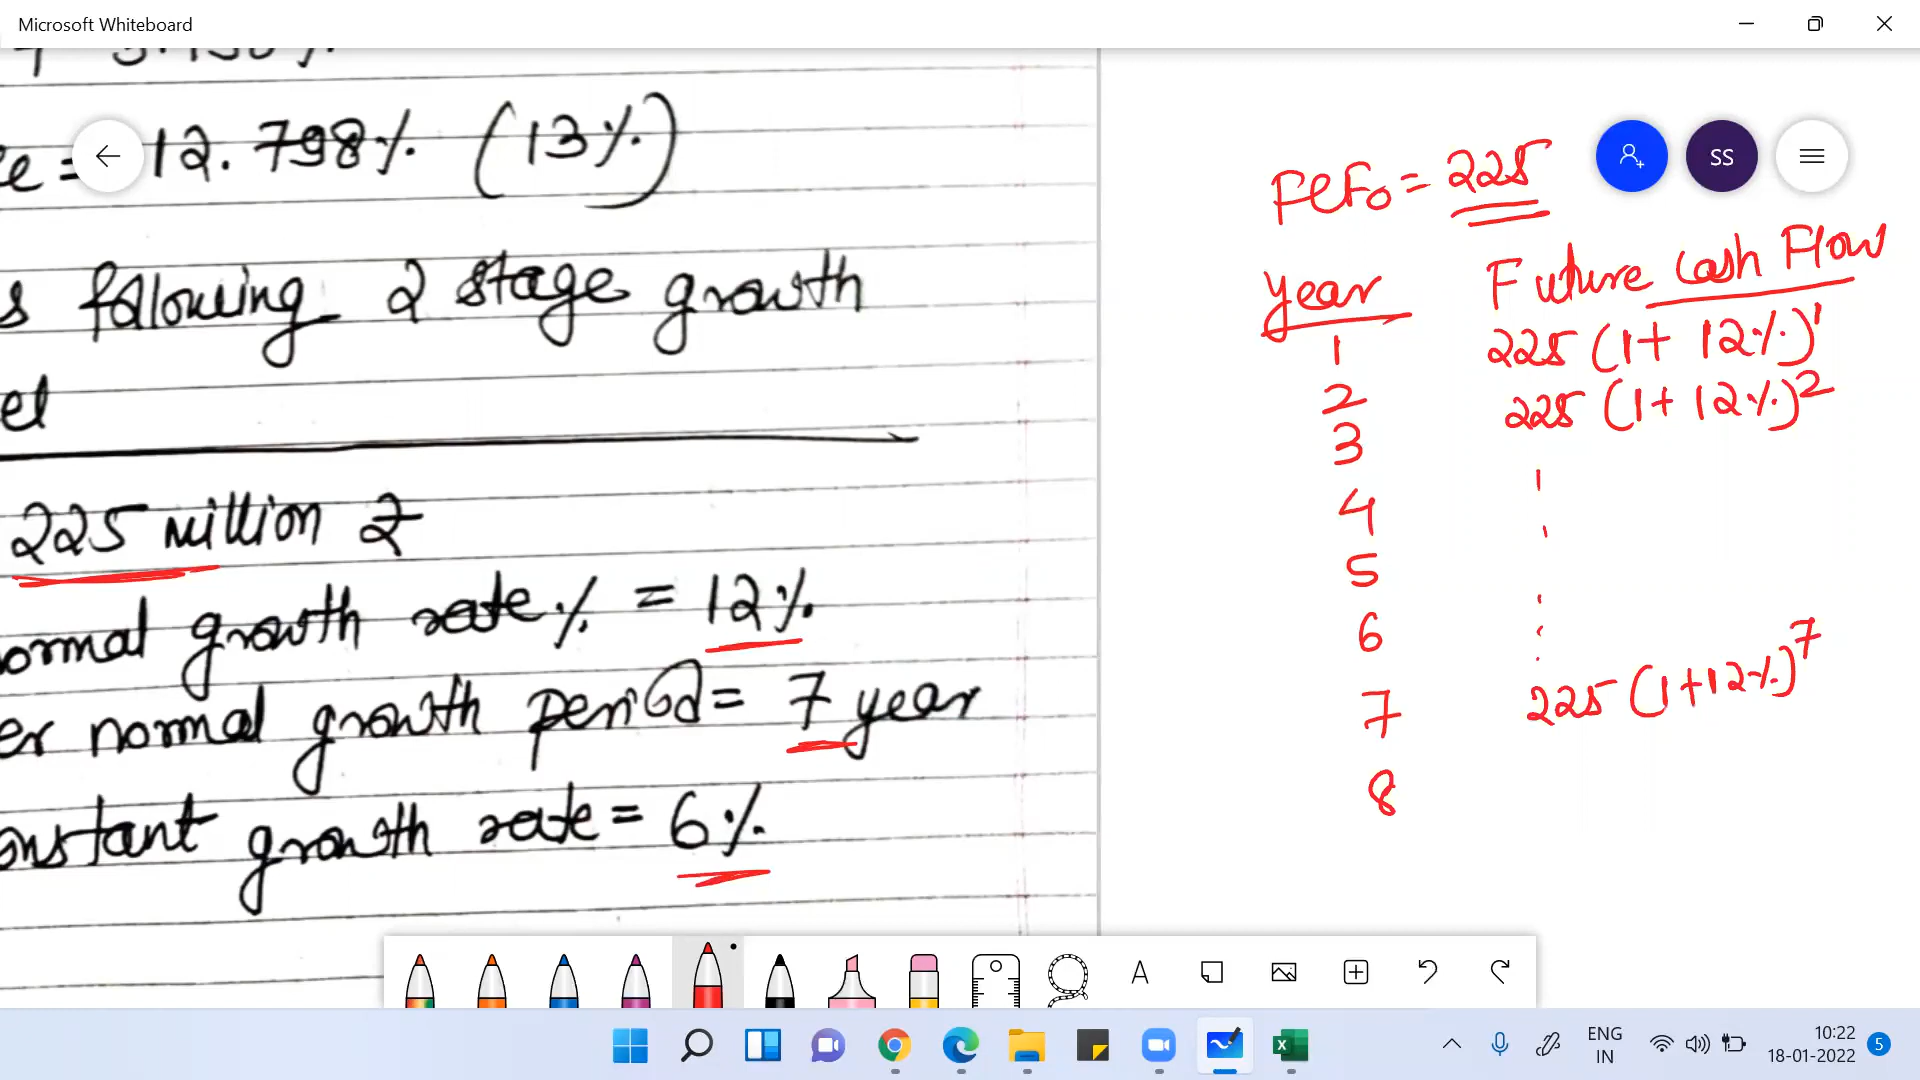 Microsoft Whiteboard
e = 12.798% (13%)
s following 2 stage growth
el
225 million ₹
ormal growth rate % = 12%
er normal growth period = 7 year
onstant growth rate = 6%
FCF₀ = 225
Year Future Cash Flow
1 225 (1+ 12%)¹
2 225 (1+ 12%)²
3
4
5
6
7 225 (1+12%)⁷
8
SS
A
ENG
IN
10:22
18-01-2022
5